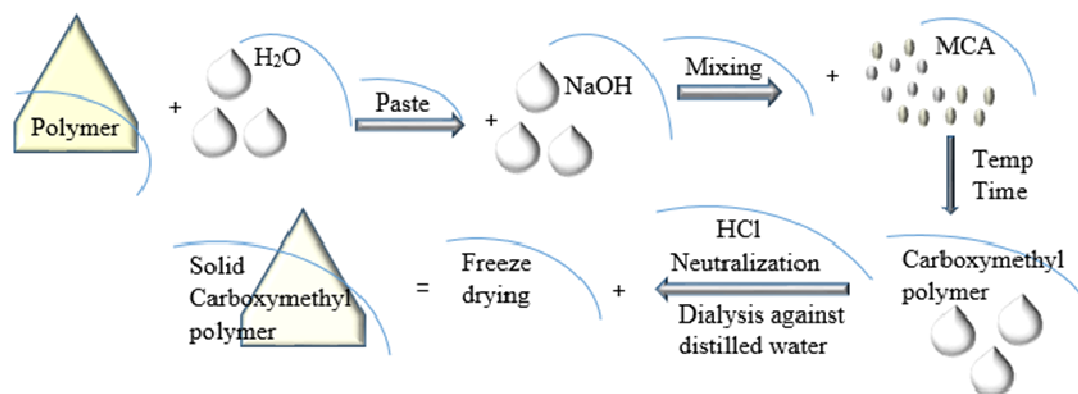 Polymer
+
H₂O
Paste
+
NaOH
Mixing
+
MCA
Temp
Time
Carboxymethyl
polymer
HCl
Neutralization
Dialysis against
distilled water
+
Freeze
drying
=
Solid
Carboxymethyl
polymer